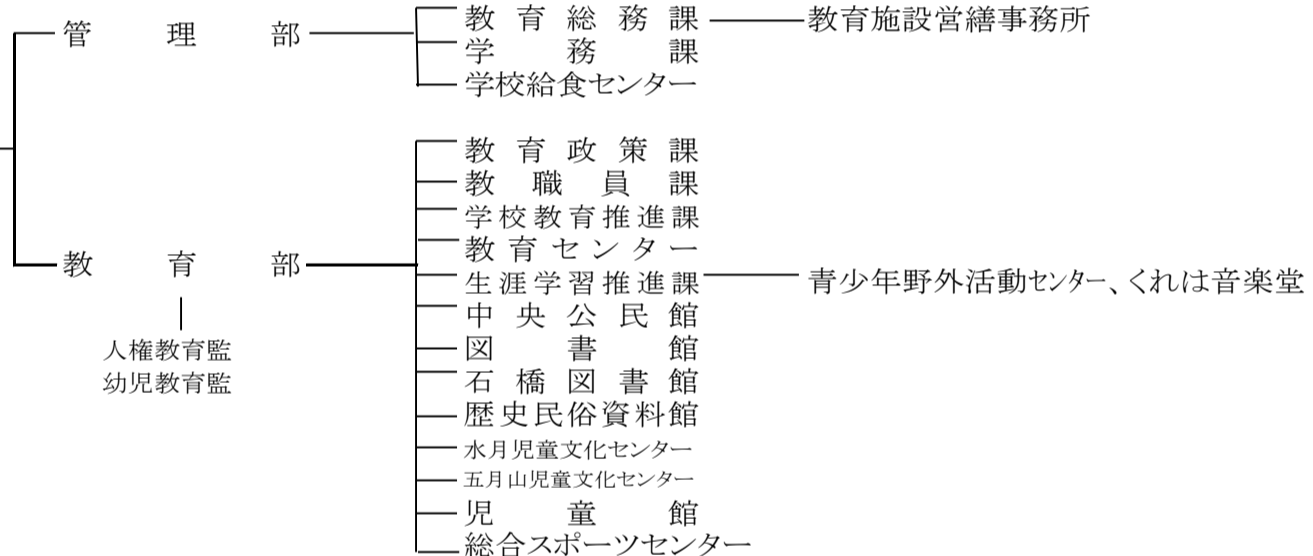 管理部
教育総務課
教育施設営繕事務所
学務課
学校給食センター
教育部
人権教育監
幼児教育監
教育政策課
教職員課
学校教育推進課
教育センター
生涯学習推進課
青少年野外活動センター、くれは音楽堂
中央公民館
図書館
石橋図書館
歴史民俗資料館
水月児童文化センター
五月山児童文化センター
児童館
総合スポーツセンター